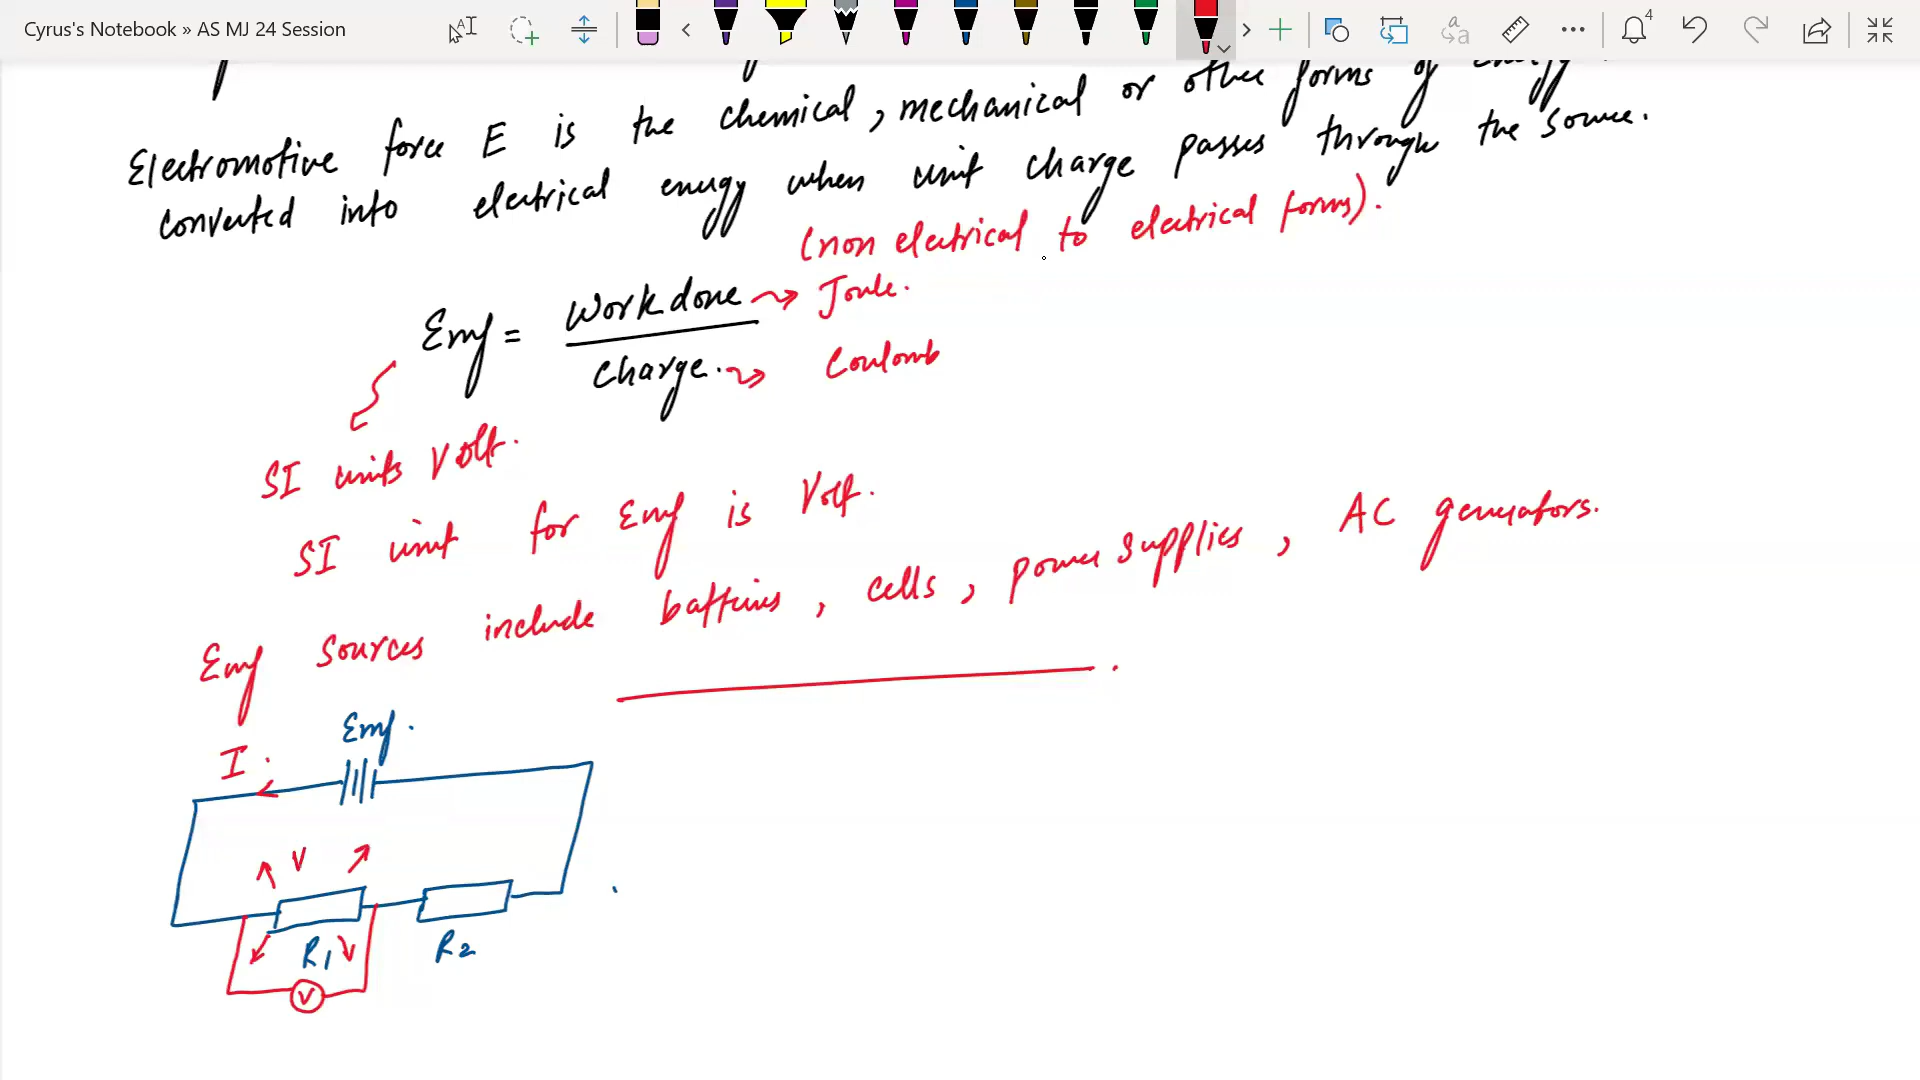 Cyrus's Notebook » AS MJ 24 Session
4
Electromotive force E is the chemical, mechanical or other forms of energy
converted into electrical energy when unit charge passes through the source.
(non electrical to electrical forms).
Emf = Work done → Joule.
Charge. → Coulomb
SI units Volt.
SI unit for Emf is Volt.
Emf sources include batteries, cells, power supplies, AC generators.
Emf.
I.
V
R1
R2
V